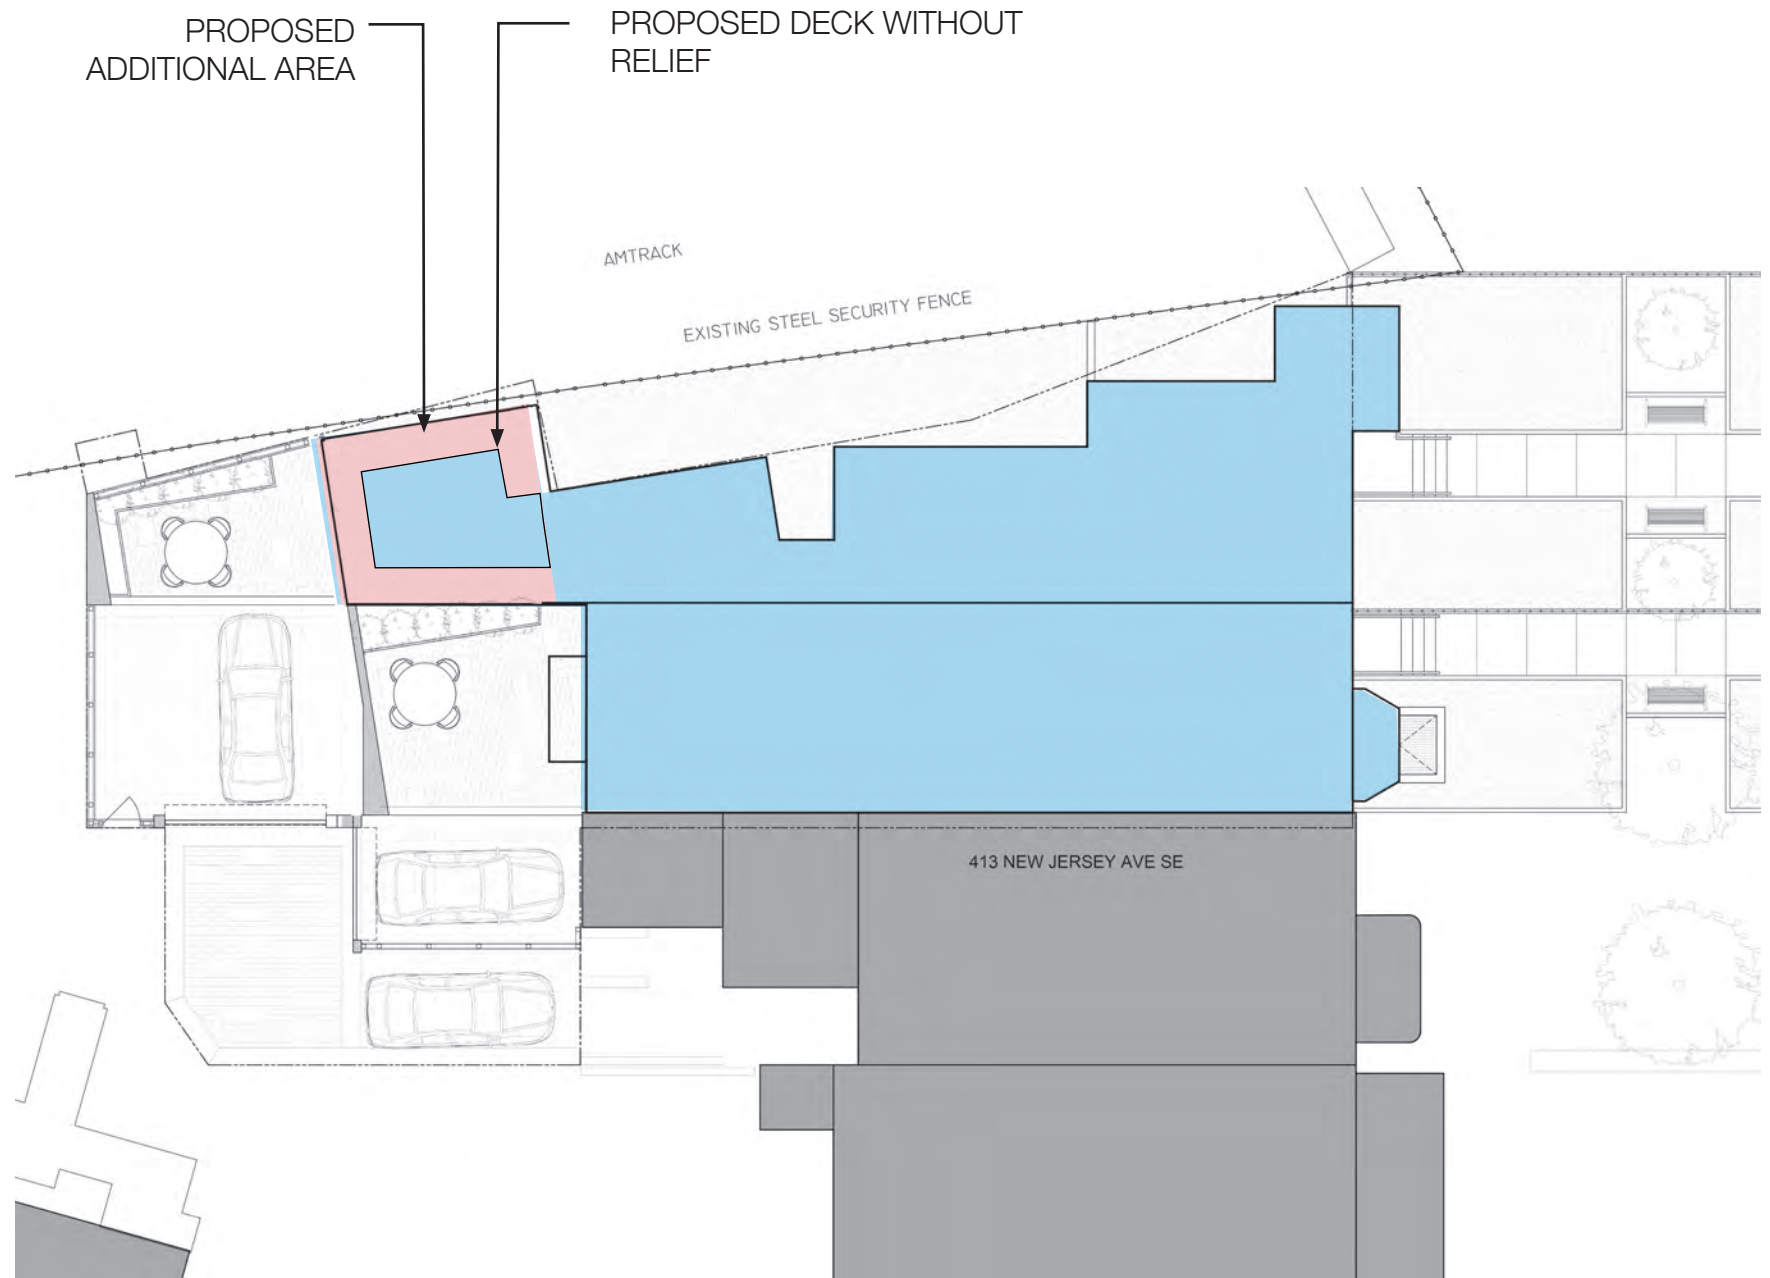 PROPOSED
ADDITIONAL AREA
PROPOSED DECK WITHOUT
RELIEF
AMTRACK
EXISTING STEEL SECURITY FENCE
413 NEW JERSEY AVE SE